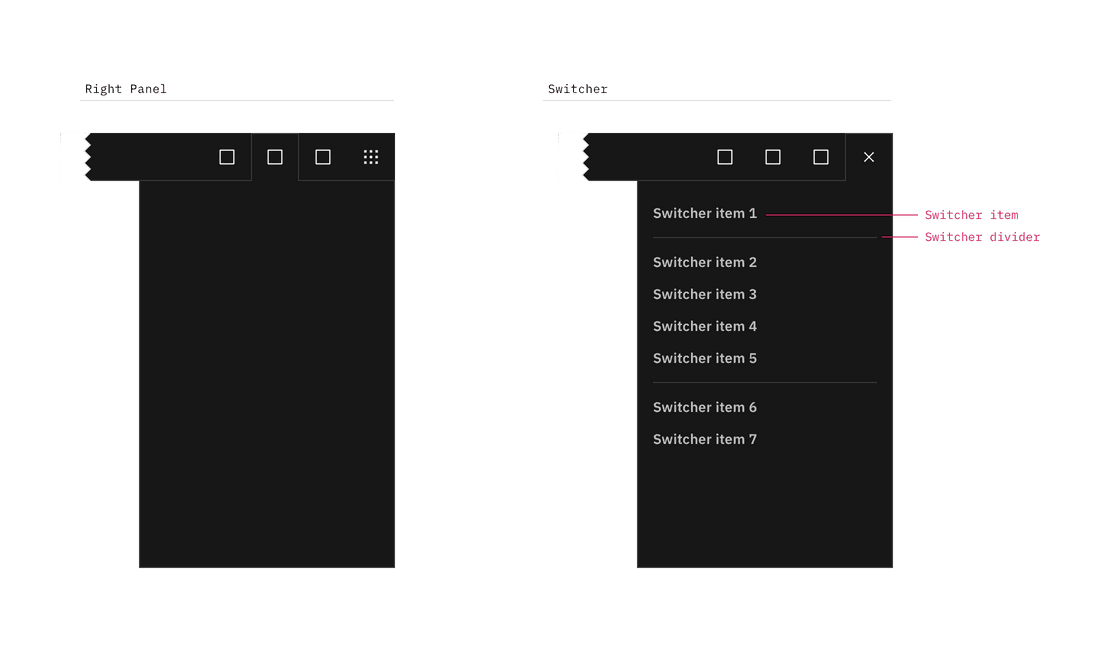 Right Panel
Switcher
Switcher item 1
Switcher item
Switcher divider
Switcher item 2
Switcher item 3
Switcher item 4
Switcher item 5
Switcher item 6
Switcher item 7